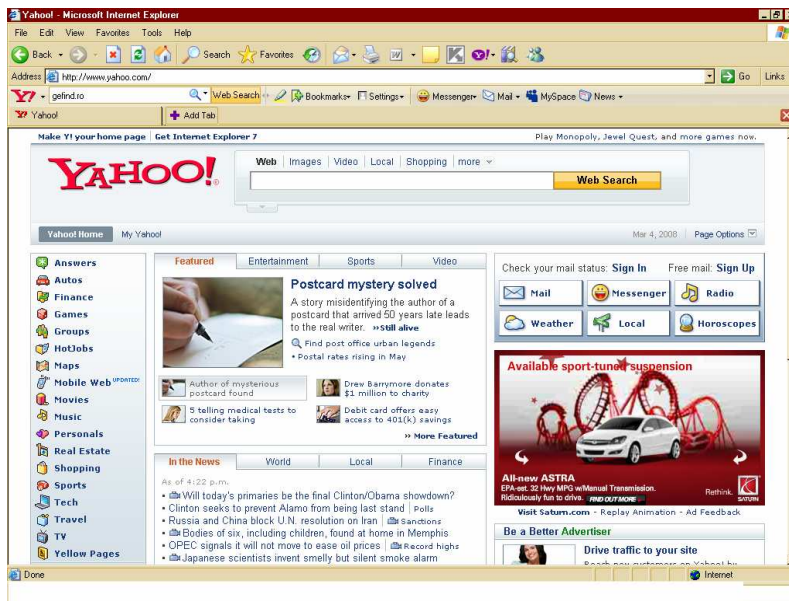 Yahoo! - Microsoft Internet Explorer
File Edit View Favorites Tools Help
Back Search Favorites
Address http://www.yahoo.com/ Go Links
Y7 gefind.ro Web Search Bookmarks Settings Messenger Mail MySpace News
Yahoo! Add Tab
Make Y! your home page Get Internet Explorer 7 Play Monopoly, Jewel Quest, and more games now.
YAHOO!
Web Images Video Local Shopping more
Web Search
Yahoo! Home My Yahoo! Mar 4, 2008 Page Options
Answers
Autos
Finance
Games
Groups
HotJobs
Maps
Mobile Web UPDATED!
Movies
Music
Personals
Real Estate
Shopping
Sports
Tech
Travel
TV
Yellow Pages
Featured Entertainment Sports Video
Postcard mystery solved
A story misidentifying the author of a
postcard that arrived 50 years late leads
to the real writer. »Still alive
Find post office urban legends
• Postal rates rising in May
Author of mysterious
postcard found
Drew Barrymore donates
$1 million to charity
5 telling medical tests to
consider taking
Debit card offers easy
access to 401(k) savings
» More Featured
In the News World Local Finance
As of 4:22 p.m.
• Will today's primaries be the final Clinton/Obama showdown?
• Clinton seeks to prevent Alamo from being last stand | Polls
• Russia and China block U.N. resolution on Iran | Sanctions
• Bodies of six, including children, found at home in Memphis
• OPEC signals it will not move to ease oil prices | Record highs
• Japanese scientists invent smelly but silent smoke alarm
Check your mail status: Sign In Free mail: Sign Up
Mail Messenger Radio
Weather Local Horoscopes
Available sport-tuned suspension
All-new ASTRA
EPA-est. 32 Hwy MPG w/Manual Transmission.
Ridiculously fun to drive. FIND OUT MORE
Rethink. SATURN
Visit Saturn.com - Replay Animation - Ad Feedback
Be a Better Advertiser
Drive traffic to your site
Reach new customers on Yahoo! by
Done Internet